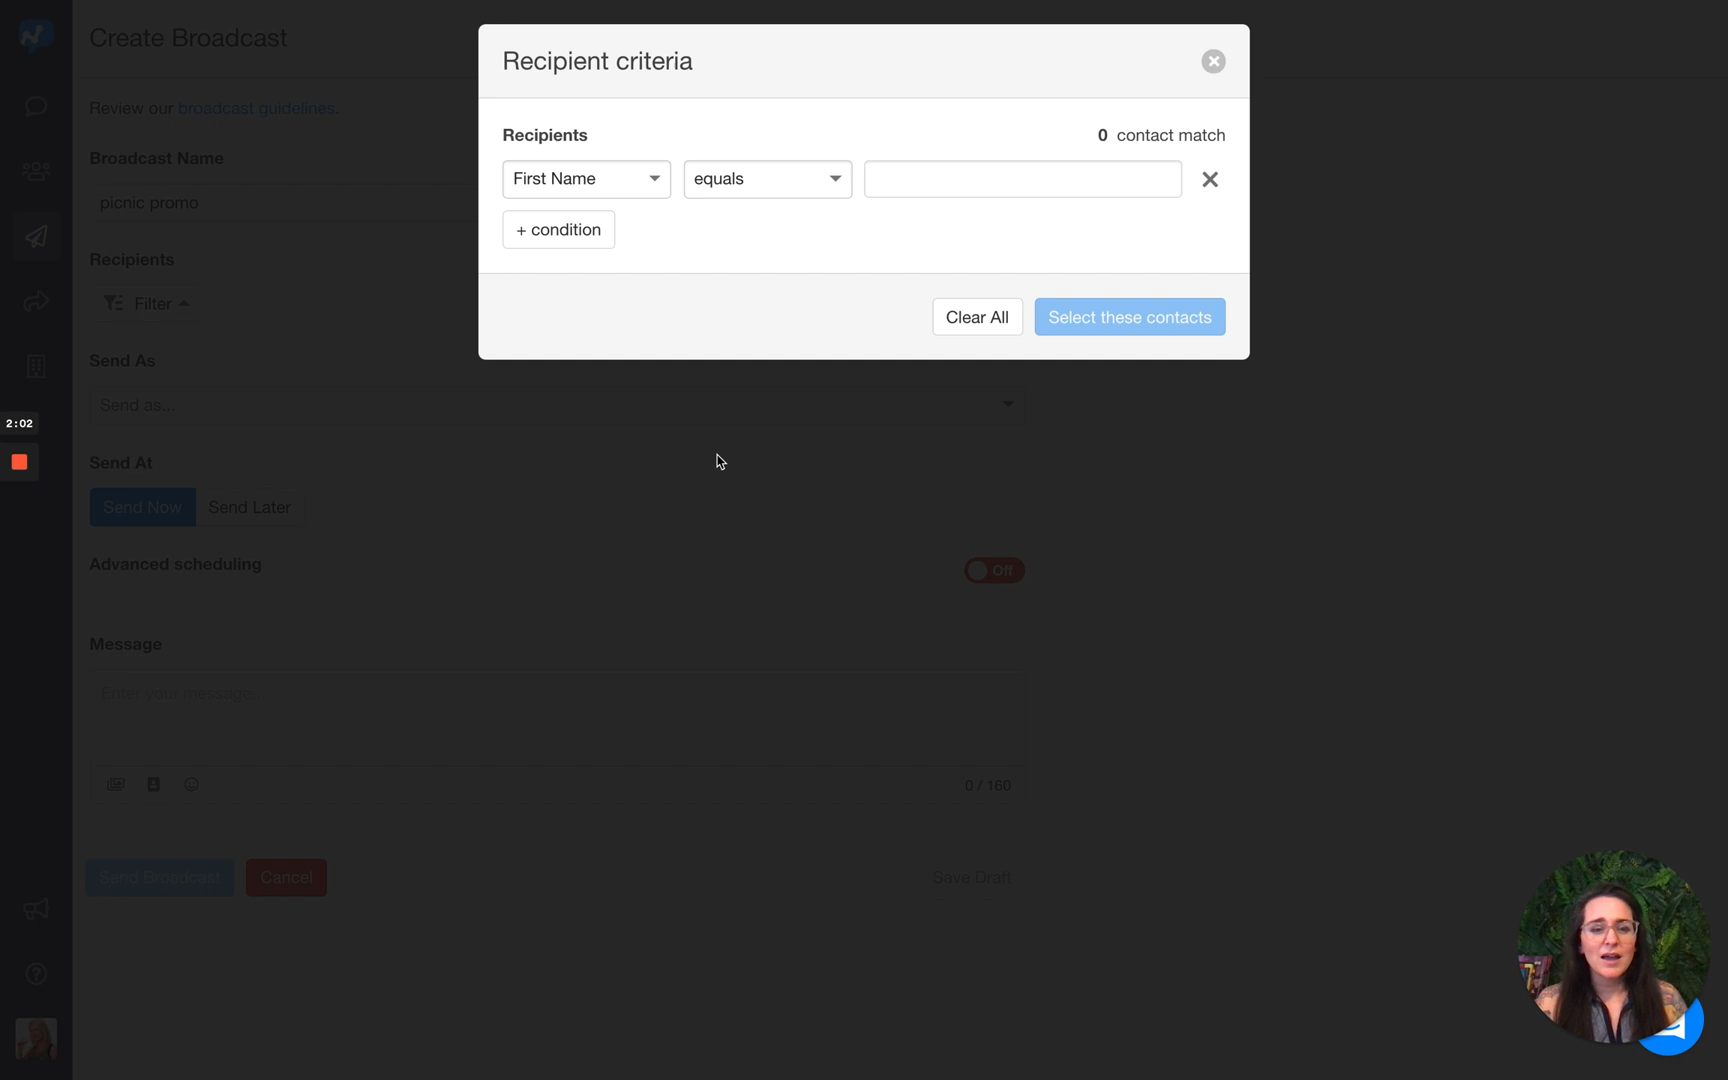 Create Broadcast
Review our broadcast guidelines.
Broadcast Name
picnic promo
Recipients
Filter
Send As
Send as...
2:02
Send At
Send Now
Send Later
Advanced scheduling
Off
Message
Enter your message.
0 / 160
Send Broadcast
Cancel
Save Draft
Recipient criteria
Recipients
0 contact match
First Name
equals
+ condition
Clear All
Select these contacts